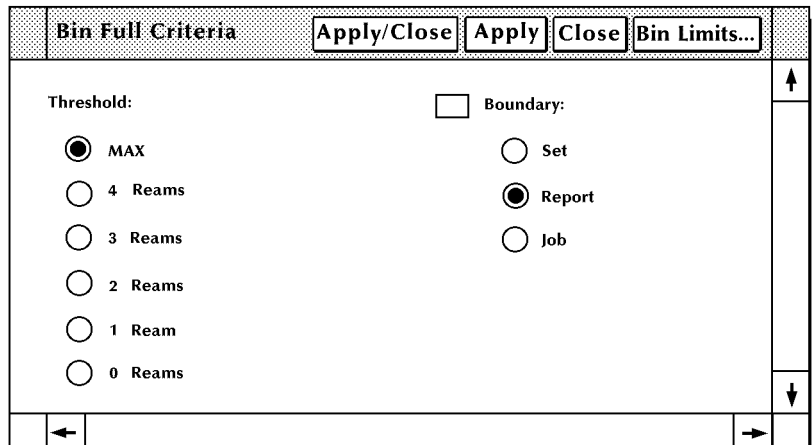 Bin Full Criteria
Apply/Close
Apply
Close
Bin Limits...
Threshold:
MAX
4 Reams
3 Reams
2 Reams
1 Ream
0 Reams
Boundary:
Set
Report
Job